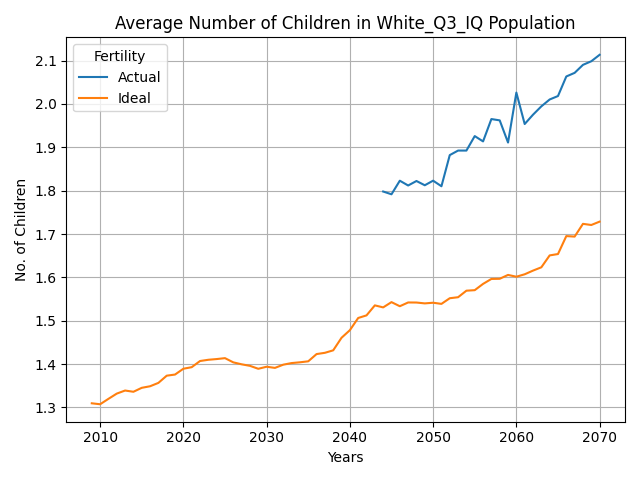 Average Number of Children in White_Q3_IQ Population
Fertility
Actual
Ideal
No. of Children
2.1
2.0
1.9
1.8
1.7
1.6
1.5
1.4
1.3
2010 2020 2030 2040 2050 2060 2070
Years